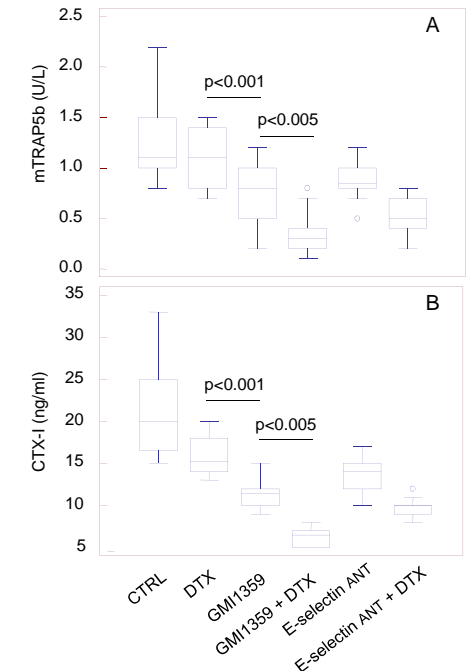 2.5
A
2.0
p<0.001
1.5
p<0.005
1.0
0.5
0.0
mTRAP5b (U/L)
35
B
30
25
p<0.001
20
p<0.005
15
10
5
CTX-I (ng/ml)
CTRL
DTX
GMI1359
GMI1359 + DTX
E-selectin ANT
E-selectin ANT + DTX